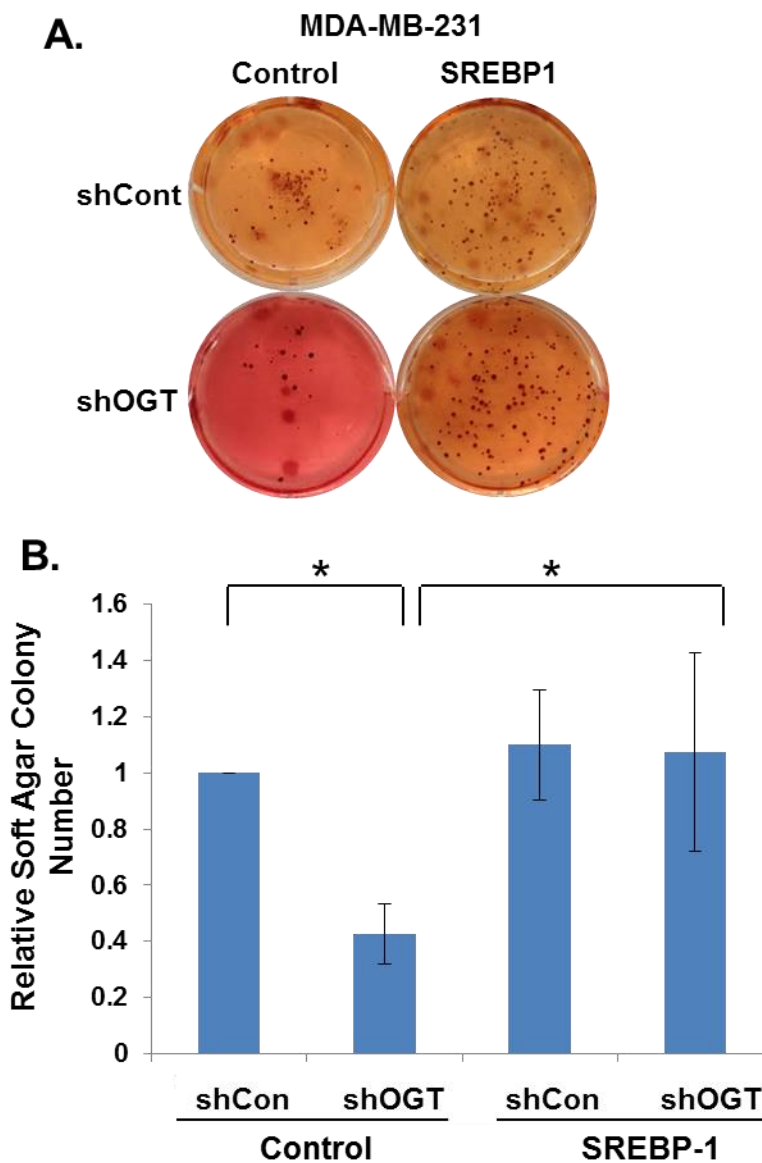 A.
MDA-MB-231
Control SREBP1
shCont
shOGT
B.
* *
Relative Soft Agar Colony
Number
1.6
1.4
1.2
1
0.8
0.6
0.4
0.2
0
shCon shOGT shCon shOGT
Control SREBP-1